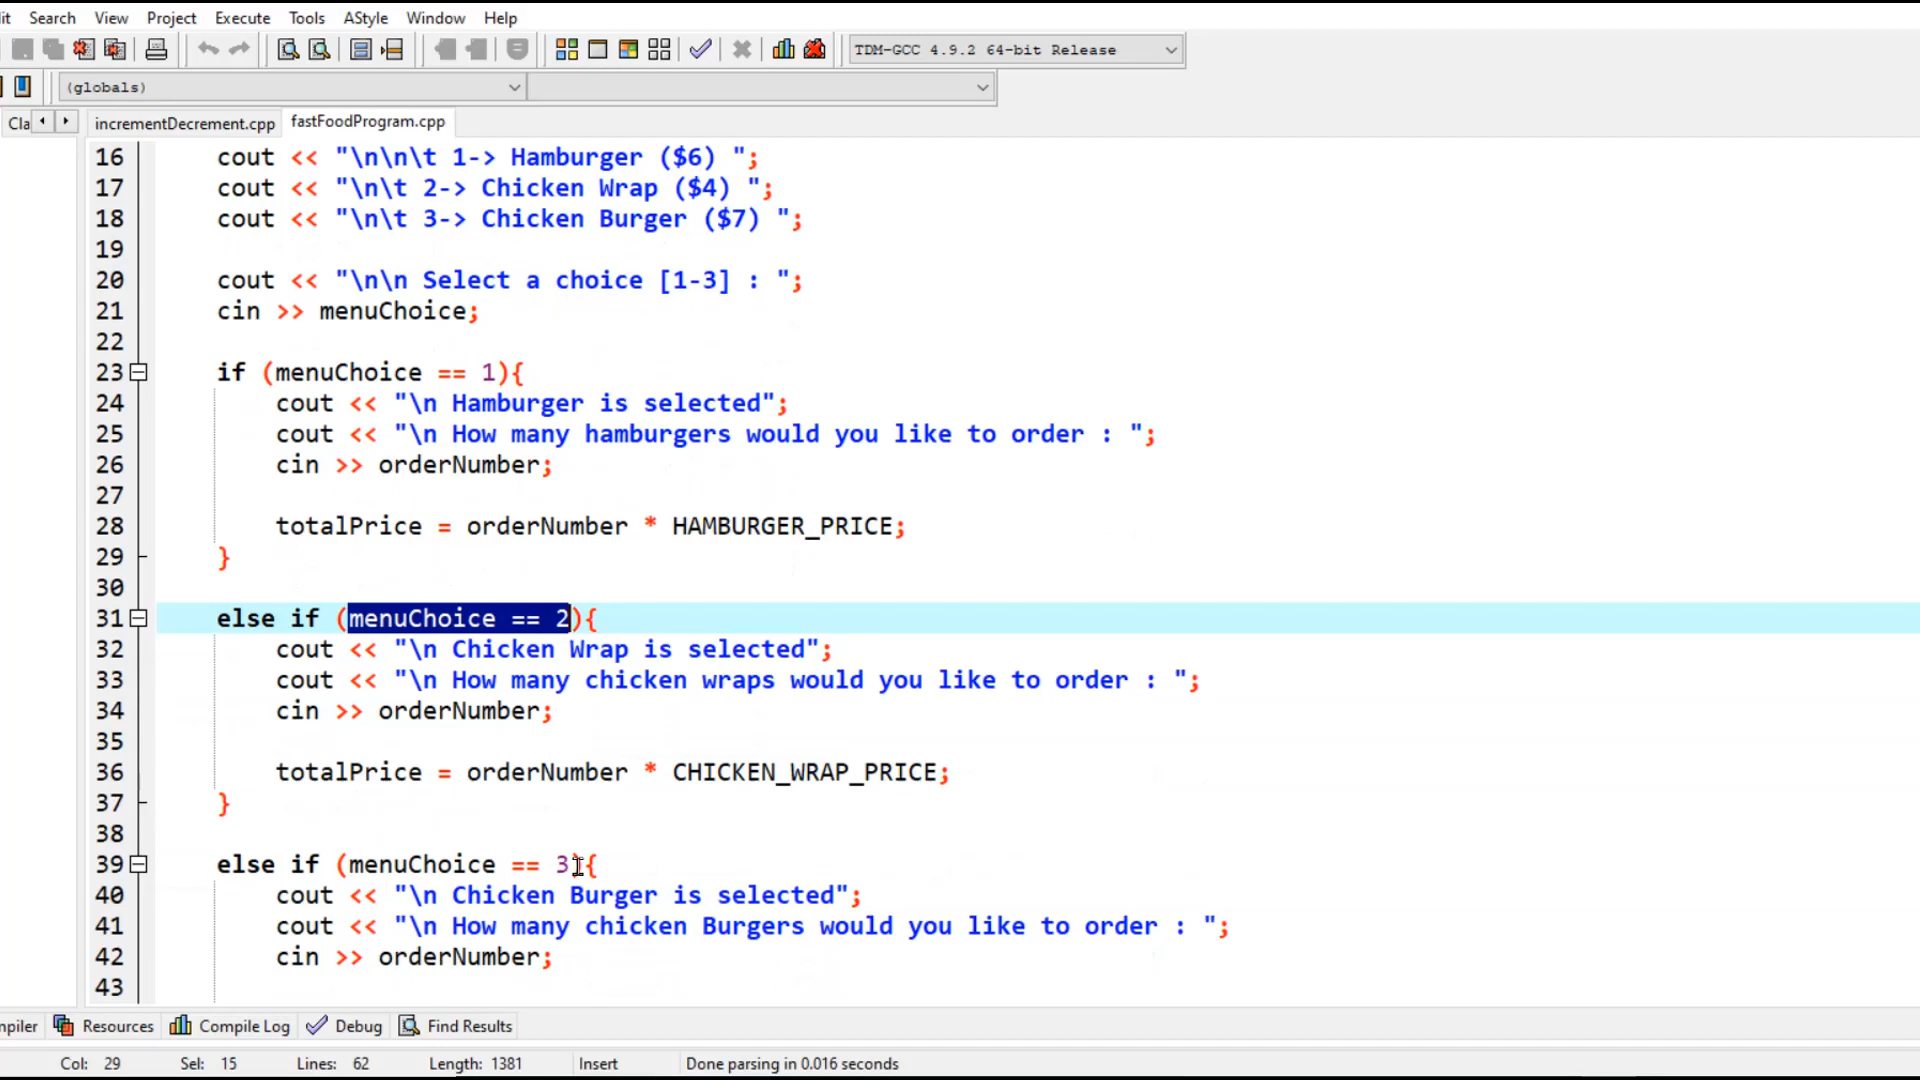 it Search View Project Execute Tools AStyle Window Help
TDM-GCC 4.9.2 64-bit Release
(globals)
Cla incrementDecrement.cpp fastFoodProgram.cpp
16 cout << "\n\n\t 1-> Hamburger ($6) ";
17 cout << "\n\t 2-> Chicken Wrap ($4) ";
18 cout << "\n\t 3-> Chicken Burger ($7) ";
19
20 cout << "\n\n Select a choice [1-3] : ";
21 cin >> menuChoice;
22
23 if (menuChoice == 1){
24 cout << "\n Hamburger is selected";
25 cout << "\n How many hamburgers would you like to order : ";
26 cin >> orderNumber;
27
28 totalPrice = orderNumber * HAMBURGER_PRICE;
29 }
30
31 else if (menuChoice == 2){
32 cout << "\n Chicken Wrap is selected";
33 cout << "\n How many chicken wraps would you like to order : ";
34 cin >> orderNumber;
35
36 totalPrice = orderNumber * CHICKEN_WRAP_PRICE;
37 }
38
39 else if (menuChoice == 3){
40 cout << "\n Chicken Burger is selected";
41 cout << "\n How many chicken Burgers would you like to order : ";
42 cin >> orderNumber;
43
mpiler Resources Compile Log Debug Find Results
Col: 29 Sel: 15 Lines: 62 Length: 1381 Insert Done parsing in 0.016 seconds